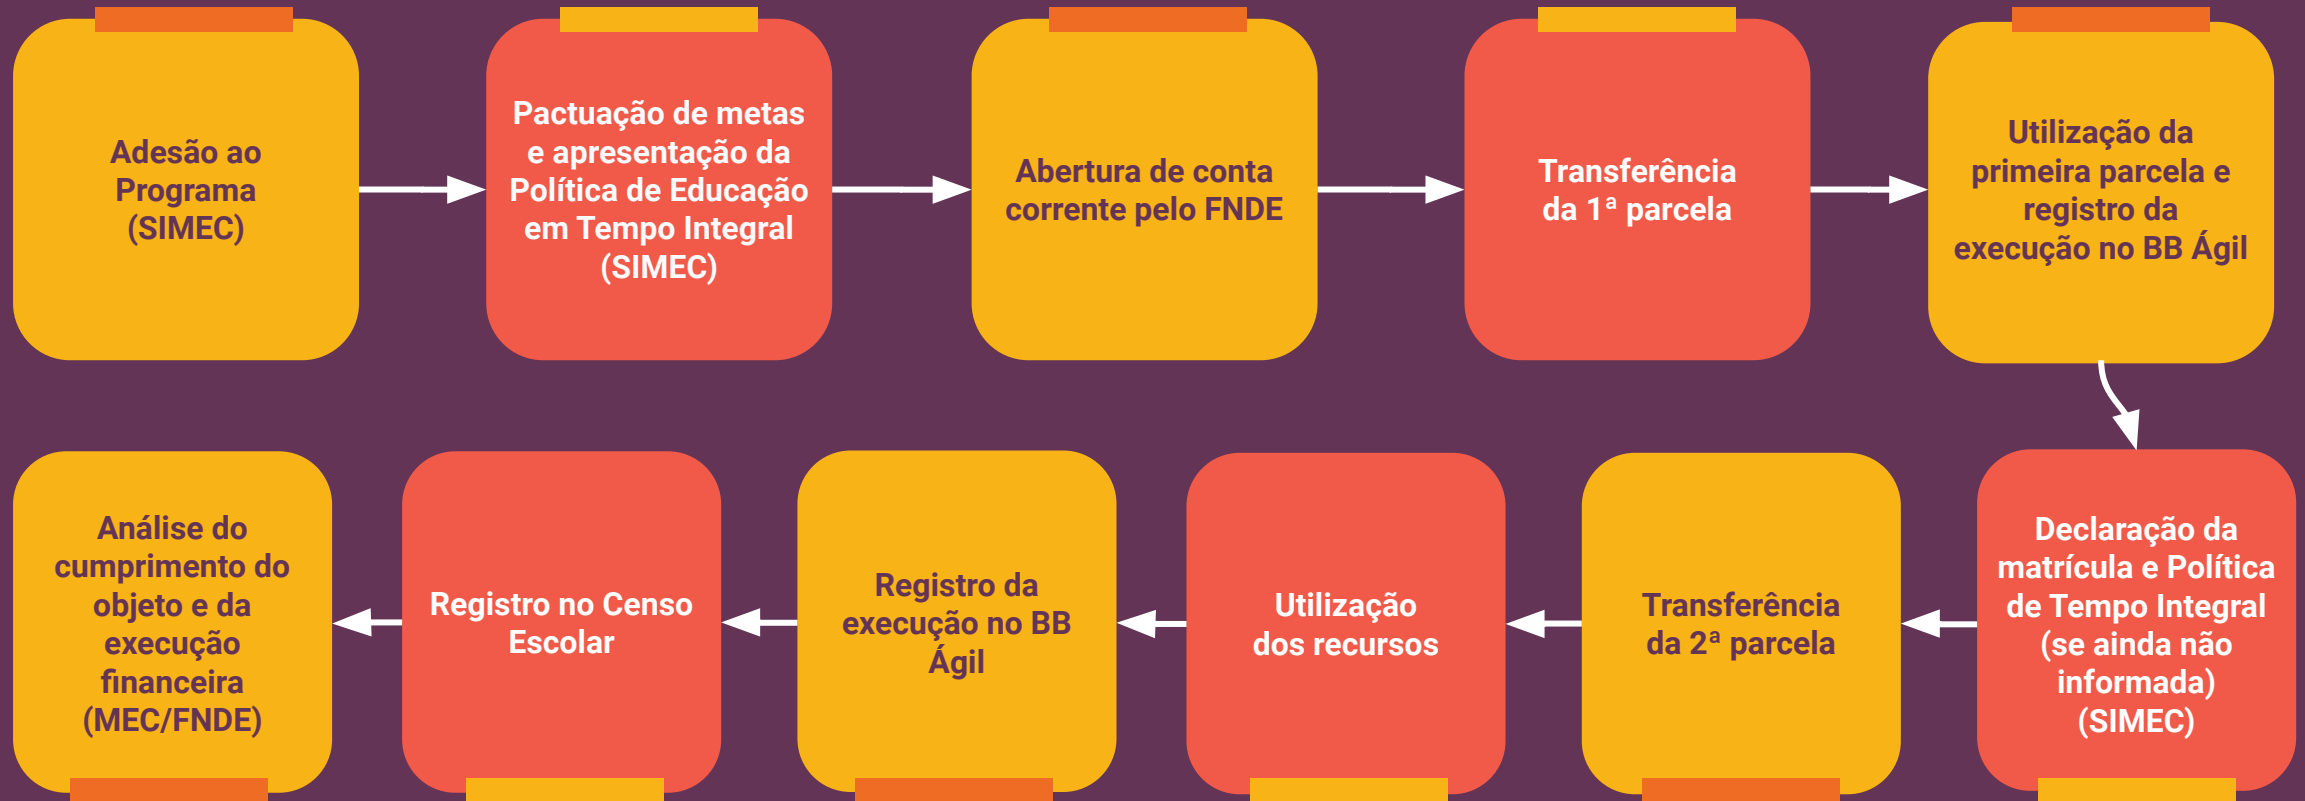 Adesão ao
Programa
(SIMEC)
Pactuação de metas
e apresentação da
Política de Educação
em Tempo Integral
(SIMEC)
Abertura de conta
corrente pelo FNDE
Transferência
da 1ª parcela
Utilização da
primeira parcela e
registro da
execução no BB Ágil
Declaração da
matrícula e Política
de Tempo Integral
(se ainda não
informada)
(SIMEC)
Transferência
da 2ª parcela
Utilização
dos recursos
Registro da
execução no BB
Ágil
Registro no Censo
Escolar
Análise do
cumprimento do
objeto e da
execução
financeira
(MEC/FNDE)